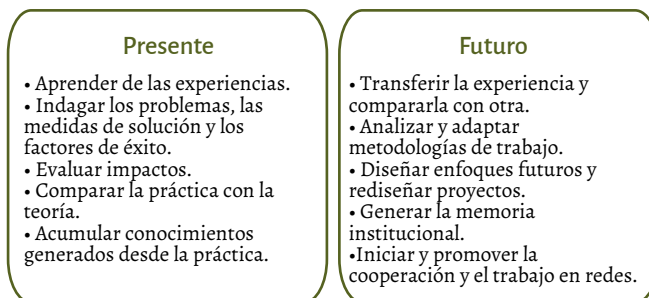 Presente
• Aprender de las experiencias.
• Indagar los problemas, las
medidas de solución y los
factores de éxito.
• Evaluar impactos.
• Comparar la práctica con la
teoría.
• Acumular conocimientos
generados desde la práctica.
Futuro
• Transferir la experiencia y
compararla con otra.
• Analizar y adaptar
metodologías de trabajo.
• Diseñar enfoques futuros y
rediseñar proyectos.
• Generar la memoria
institucional.
•Iniciar y promover la
cooperación y el trabajo en redes.